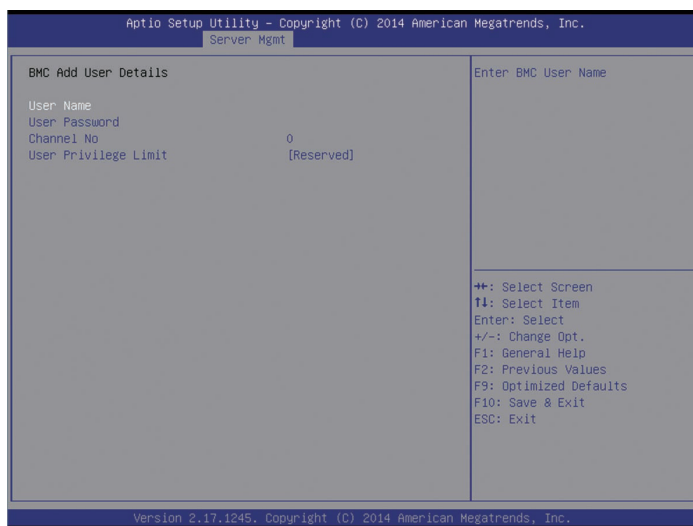 Aptio Setup Utility – Copyright (C) 2014 American Megatrends, Inc.
Server Mgmt
BMC Add User Details
User Name
User Password
Channel No 0
User Privilege Limit [Reserved]
Enter BMC User Name
→←: Select Screen
↑↓: Select Item
Enter: Select
+/-: Change Opt.
F1: General Help
F2: Previous Values
F9: Optimized Defaults
F10: Save & Exit
ESC: Exit
Version 2.17.1245. Copyright (C) 2014 American Megatrends, Inc.